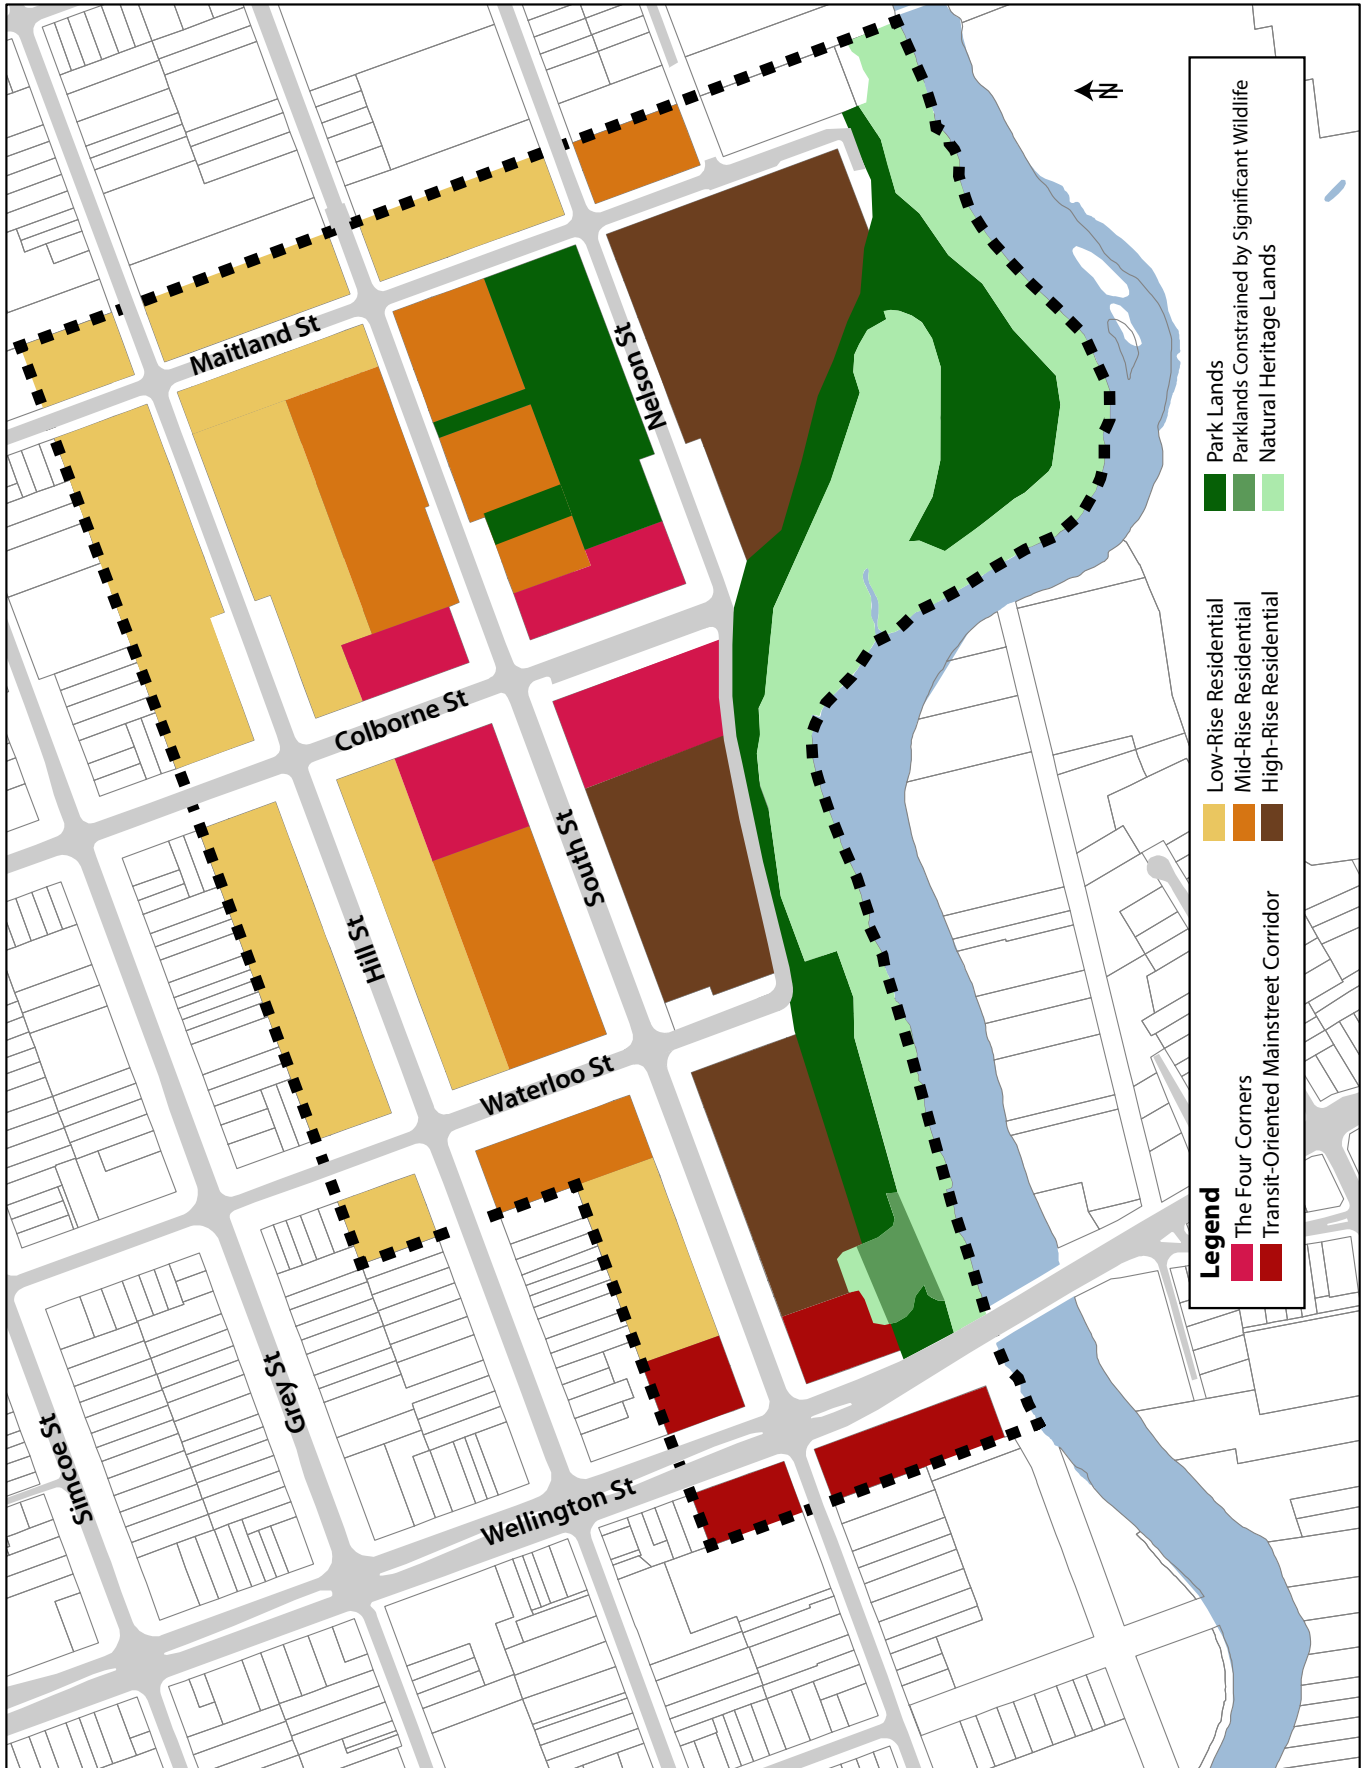 Maitland St
Nelson St
Colborne St
South St
Hill St
Waterloo St
Grey St
Simcoe St
Wellington St
N
Legend
The Four Corners
Transit-Oriented Mainstreet Corridor
Low-Rise Residential
Mid-Rise Residential
High-Rise Residential
Park Lands
Parklands Constrained by Significant Wildlife
Natural Heritage Lands